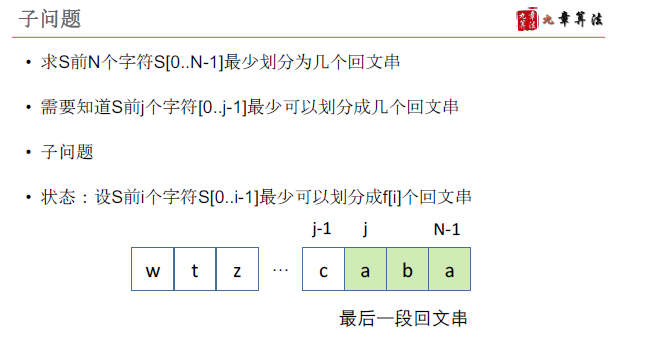 子问题
九章算法
• 求S前N个字符S[0..N-1]最少划分为几个回文串
• 需要知道S前j个字符[0..j-1]最少可以划分成几个回文串
• 子问题
• 状态：设S前i个字符S[0..i-1]最少可以划分成f[i]个回文串
j-1 j N-1
w t z ... c a b a
最后一段回文串